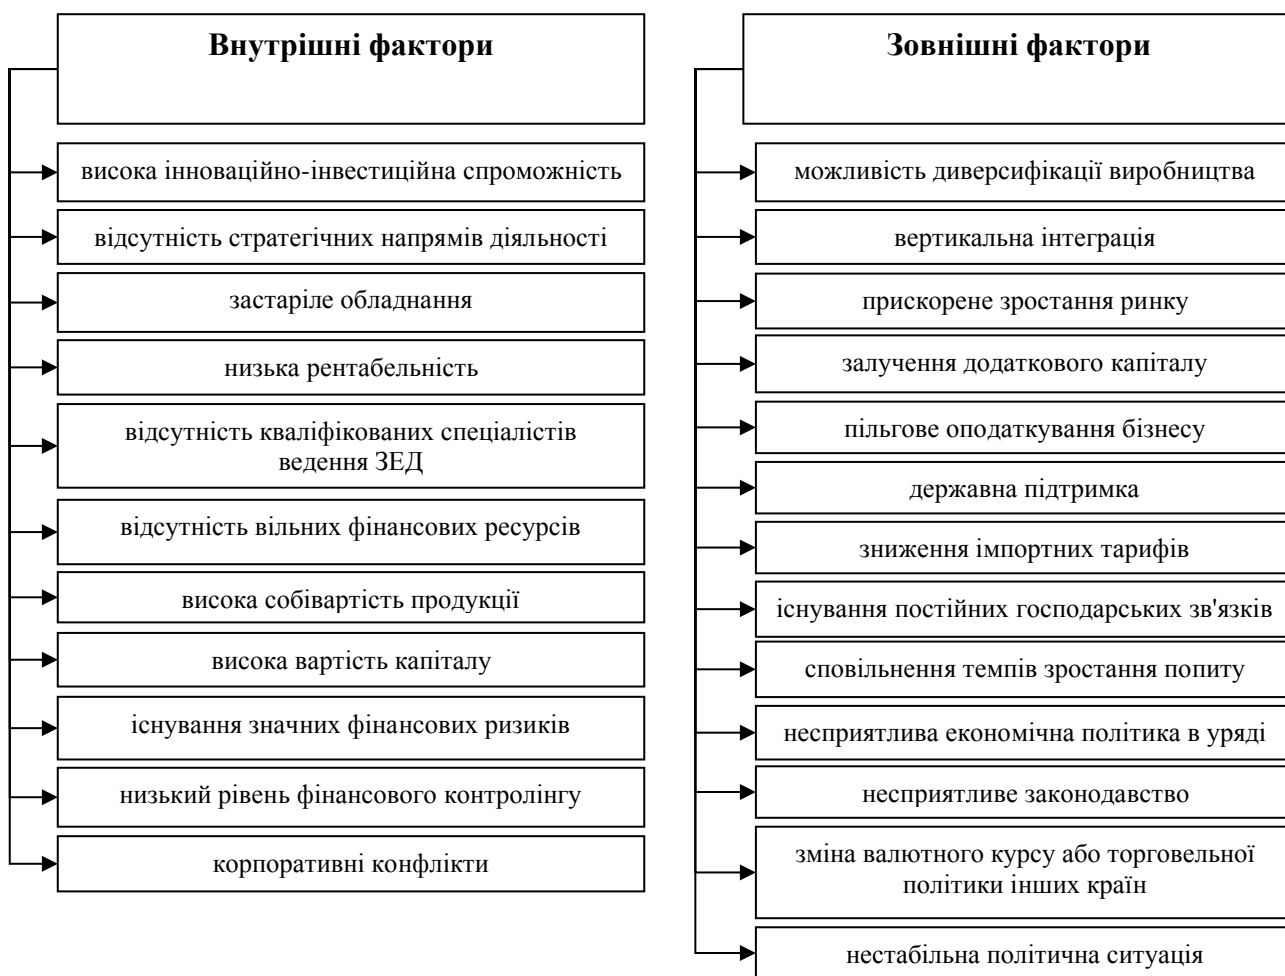 Внутрішні фактори
висока інноваційно-інвестиційна спроможність
відсутність стратегічних напрямів діяльності
застаріле обладнання
низька рентабельність
відсутність кваліфікованих спеціалістів
ведення ЗЕД
відсутність вільних фінансових ресурсів
висока собівартість продукції
висока вартість капіталу
існування значних фінансових ризиків
низький рівень фінансового контролінгу
корпоративні конфлікти
Зовнішні фактори
можливість диверсифікації виробництва
вертикальна інтеграція
прискорене зростання ринку
залучення додаткового капіталу
пільгове оподаткування бізнесу
державна підтримка
зниження імпортних тарифів
існування постійних господарських зв'язків
сповільнення темпів зростання попиту
несприятлива економічна політика в уряді
несприятливе законодавство
зміна валютного курсу або торговельної
політики інших країн
нестабільна політична ситуація